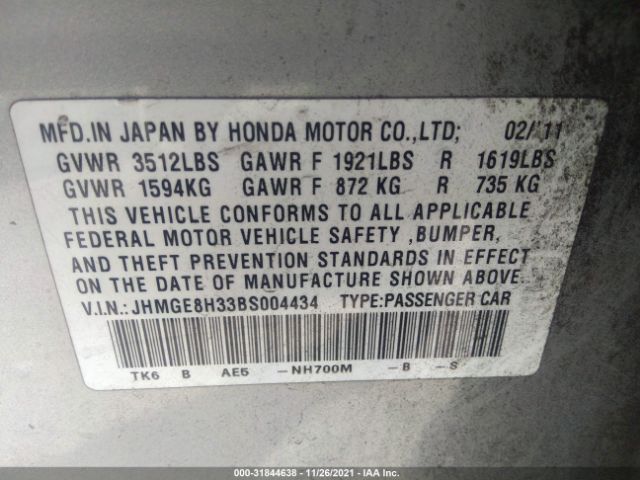 MFD.IN JAPAN BY HONDA MOTOR CO.,LTD; 02/'11
GVWR 3512LBS GAWR F 1921LBS R 1619LBS
GVWR 1594KG GAWR F 872 KG R 735 KG
THIS VEHICLE CONFORMS TO ALL APPLICABLE
FEDERAL MOTOR VEHICLE SAFETY ,BUMPER,
AND THEFT PREVENTION STANDARDS IN EFFECT
ON THE DATE OF MANUFACTURE SHOWN ABOVE.
V.I.N.:JHMGE8H33BS004434 TYPE:PASSENGER CAR
TK6 B AE5 -NH700M -B -S
000-31844638 - 11/26/2021 - IAA Inc.